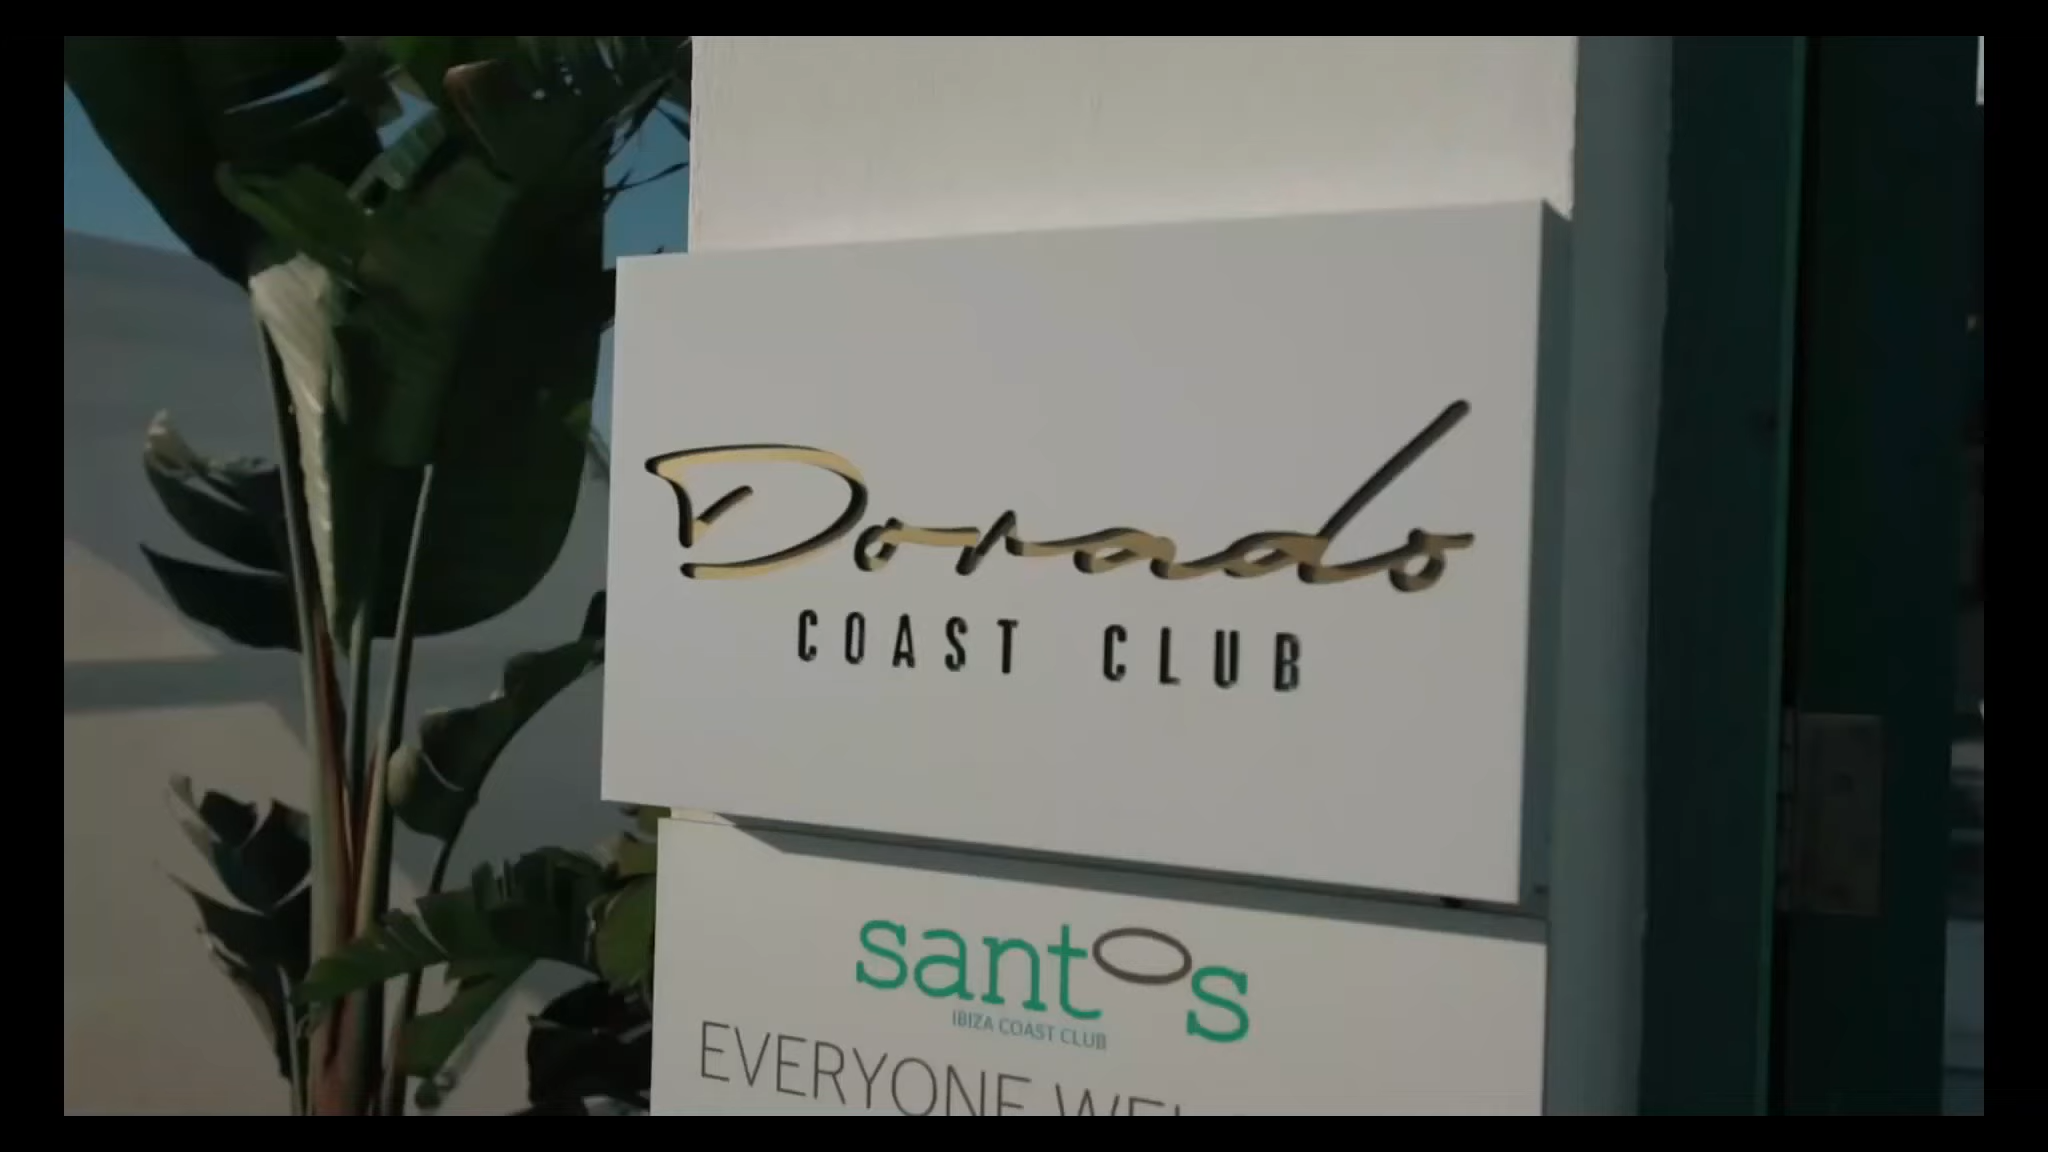 Dorado
COAST CLUB
santos
IBIZA COAST CLUB
EVERYONE